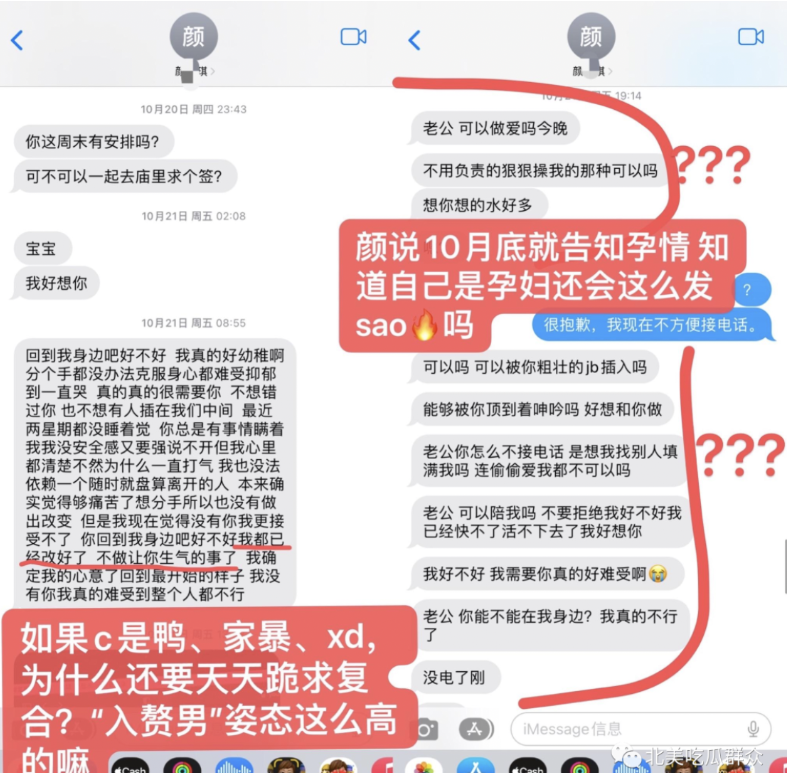 颜
颜 琪
10月20日 周四 23:43
你这周末有安排吗?
可不可以一起去庙里求个签?
10月21日 周五 02:08
宝宝
我好想你
10月21日 周五 08:55
回到我身边吧好不好 我真的好幼稚啊
分个手都没办法克服身心都难受抑郁
到一直哭 真的真的很需要你 不想错
过你 也不想有人插在我们中间 最近
两星期都没睡着觉 你总是有事情瞒着
我我没安全感又要强说不开但我心里
都清楚不然为什么一直打气 我也没法
依赖一个随时就盘算离开的人 本来确
实觉得够痛苦了想分手所以也没有做
出改变 但是我现在觉得没有你我更接
受不了 你回到我身边吧好不好我都已
经改好了 不做让你生气的事了 我确
定我的心意了回到最开始的样子 我没
有你我真的难受到整个人都不行
如果c是鸭、家暴、xd,
为什么还要天天跪求复
合?“入赘男”姿态这么高
的嘛
Cash
颜
颜 琪
周五 19:14
老公 可以做爱吗今晚
不用负责的狠狠操我的那种可以吗
想你想的水好多
???
颜说10月底就告知孕情 知
道自己是孕妇还会这么发
sao🔥吗
?
很抱歉，我现在不方便接电话。
可以吗 可以被你粗壮的jb插入吗
能够被你顶到着呻吟吗 好想和你做
老公你怎么不接电话 是想我找别人填
满我吗 连偷偷爱我都不可以吗
???
老公 可以陪我吗 不要拒绝我好不好我
已经快不了活不下去了我好想你
我好不好 我需要你真的好难受啊😭
老公 你能不能在我身边? 我真的不行
了
没电了刚
iMessage信息
Cash
北美吃瓜群众